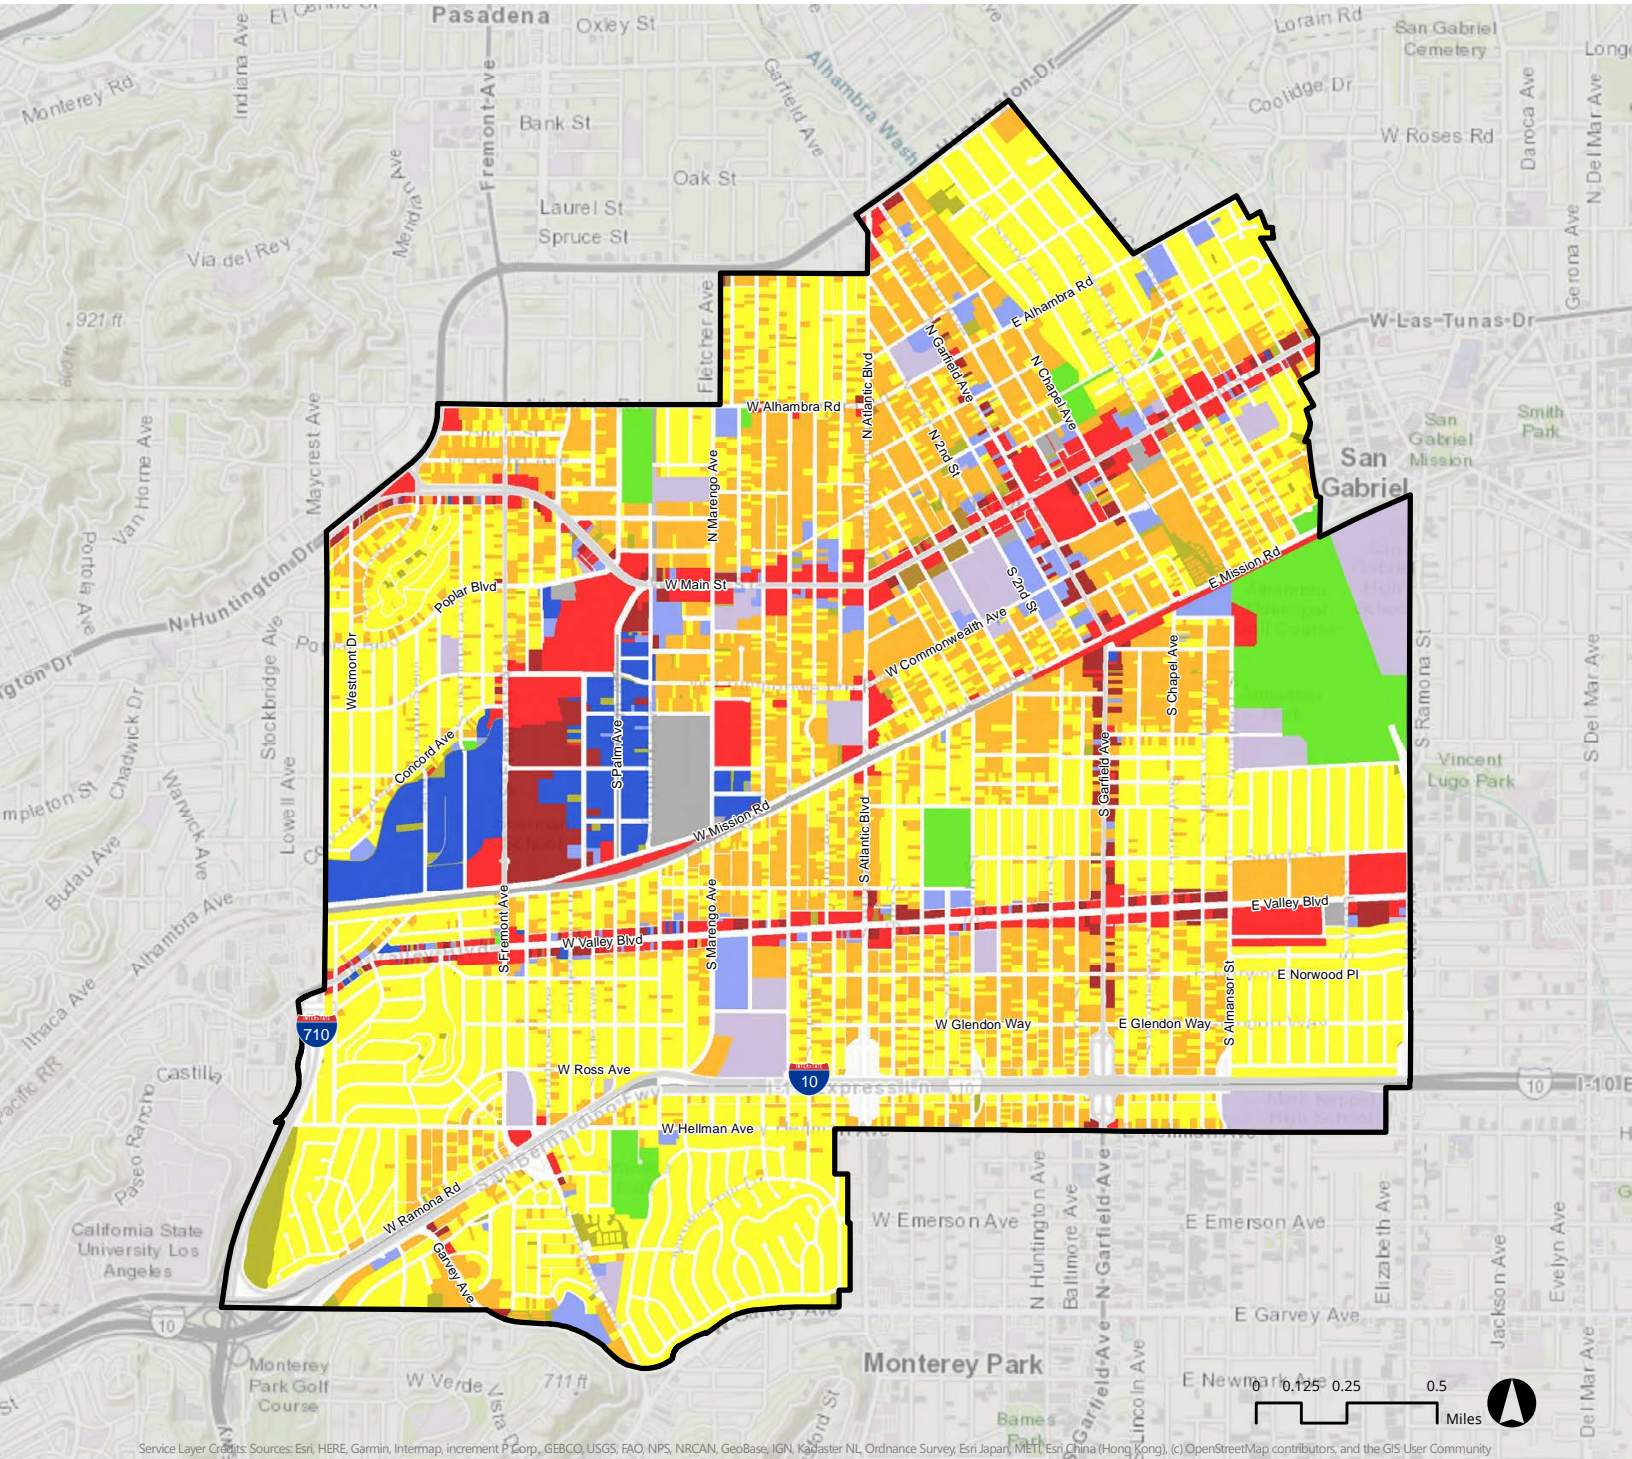 Pasadena
Oxley St
Lorain Rd
San Gabriel
Cemetery
Indiana Ave
Garfield Ave
Alhambra Wash
Coolidge Dr
Monterey Rd
Fremont Ave
Bank St
W Roses Rd
Daroca Ave
N Del Mar Ave
Oak St
Meridian Ave
Laurel St
Spruce St
Via del Rey
Gerona Ave
921 ft
Fletcher Ave
E Alhambra Rd
W Las Tunas Dr
N Garfield Ave
N Chapel Ave
N Atlantic Blvd
W Alhambra Rd
Maycrest Ave
Van Horne Ave
N 2nd St
San
Gabriel
Mission
Smith
Park
San
Gabriel
N Marengo Ave
Portola Ave
N Huntington Dr
Poplar Blvd
W Main St
S 2nd St
E Mission Rd
W Commonwealth Ave
Westmont Dr
S Chapel Ave
S Ramona St
S Del Mar Ave
Stockbridge Ave
Chadwick Dr
Concord Ave
S Palm Ave
S Garfield Ave
Vincent
Lugo Park
Warwick Ave
Lowell Ave
W Mission Rd
S Atlantic Blvd
Budau Ave
S Fremont Ave
S Marengo Ave
E Valley Blvd
W Valley Blvd
Alhambra Ave
E Norwood Pl
S Almansor St
Ithaca Ave
710
W Glendon Way
E Glendon Way
W Ross Ave
10
10
10
Castilla
Paseo Rancho
San Bernardino Fwy
W Hellman Ave
W Ramona Rd
Garvey Ave
California State
University Los
Angeles
W Emerson Ave
E Emerson Ave
N Huntington Ave
Baltimore Ave
N Garfield Ave
Elizabeth Ave
Evelyn Ave
Jackson Ave
E Garvey Ave
10
Monterey Park
Monterey
Park Golf
Course
W Verde Vista Dr
711 ft
E Newmark Ave
S Garfield Ave
S Lincoln Ave
Del Mar Ave
Barnes
Park
0 0.125 0.25 0.5
Miles
Service Layer Credits: Sources: Esri, HERE, Garmin, Intermap, increment P Corp., GEBCO, USGS, FAO, NPS, NRCAN, GeoBase, IGN, Kadaster NL, Ordnance Survey, Esri Japan, METI, Esri China (Hong Kong), (c) OpenStreetMap contributors, and the GIS User Community